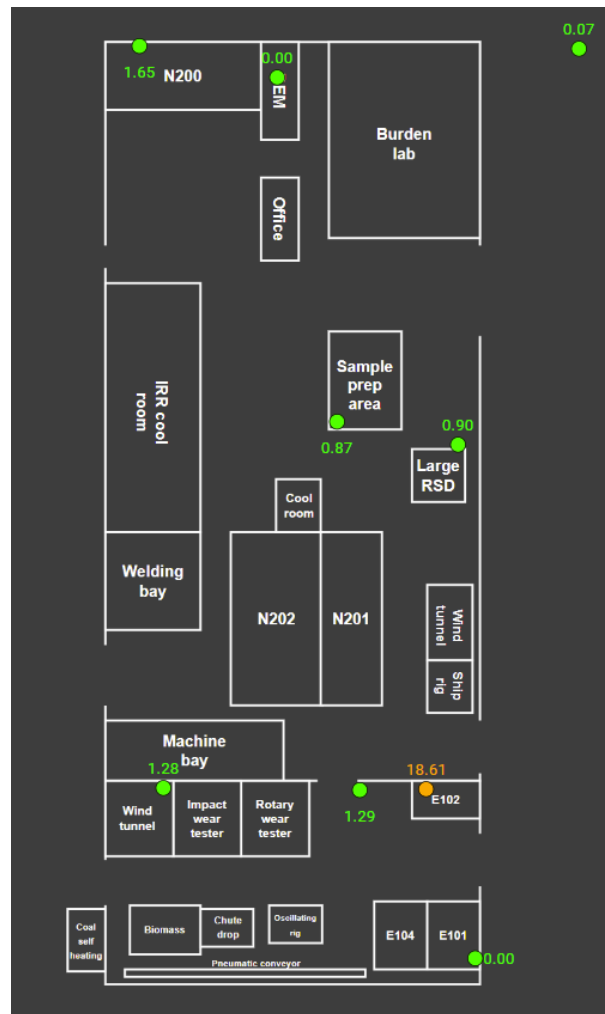 0.07
0.00
1.65
N200
EM
Burden
lab
Office
IRR cool
room
Sample
prep
area
0.87
0.90
Large
RSD
Cool
room
Welding
bay
N202
N201
Wind
tunnel
Ship
rig
Machine
bay
1.28
18.61
1.29
E102
Wind
tunnel
Impact
wear
tester
Rotary
wear
tester
Coal
self
heating
Biomass
Chute
drop
Oscillating
rig
E104
E101
0.00
Pneumatic conveyor